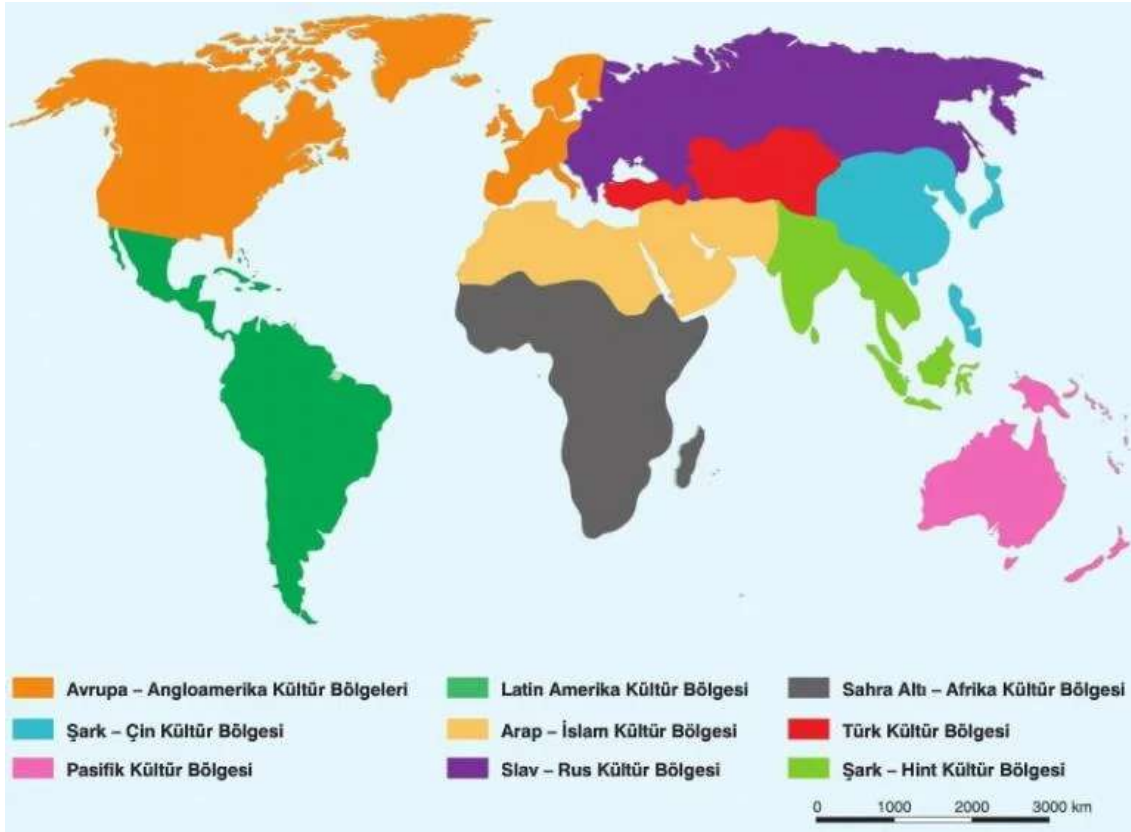 Avrupa – Angloamerika Kültür Bölgeleri
Latin Amerika Kültür Bölgesi
Sahra Altı – Afrika Kültür Bölgesi
Şark – Çin Kültür Bölgesi
Arap – İslam Kültür Bölgesi
Türk Kültür Bölgesi
Pasifik Kültür Bölgesi
Slav – Rus Kültür Bölgesi
Şark – Hint Kültür Bölgesi
0 1000 2000 3000 km